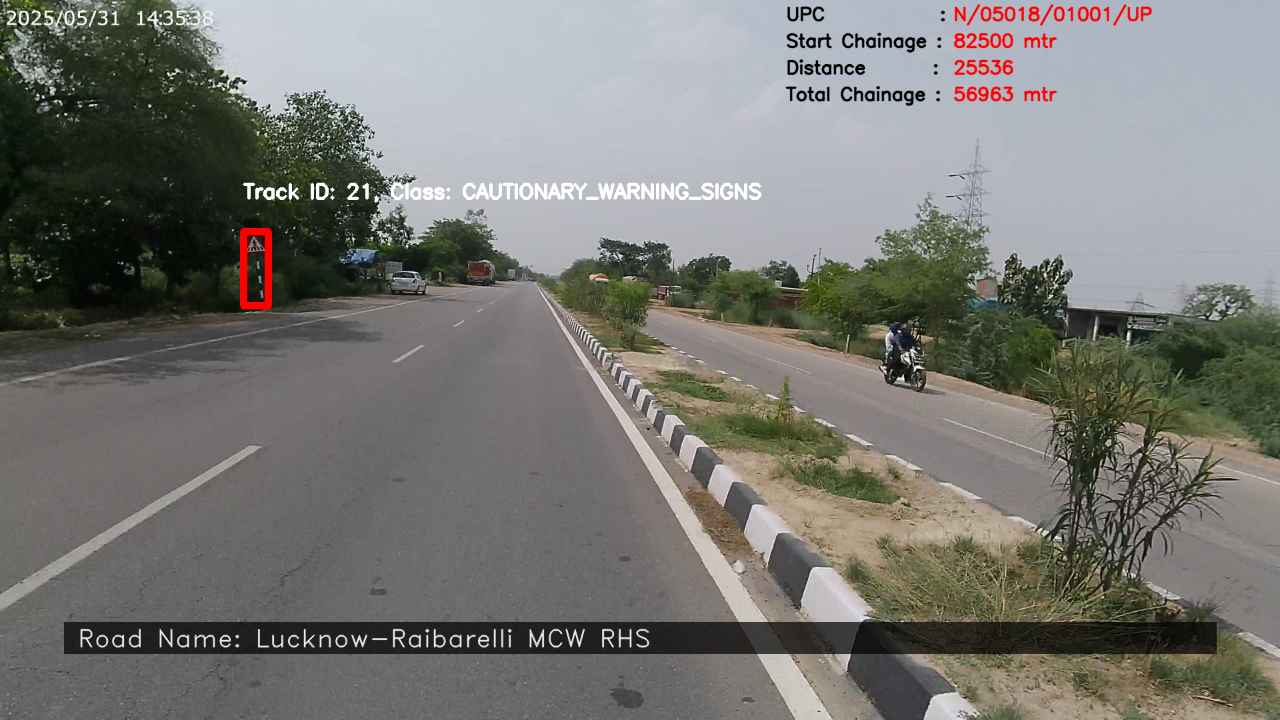 2025/05/31 14:35:38
UPC : N/05018/01001/UP
Start Chainage : 82500 mtr
Distance : 25536
Total Chainage : 56963 mtr
Track ID: 21, Class: CAUTIONARY_WARNING_SIGNS
Road Name: Lucknow-Raibarelli MCW RHS